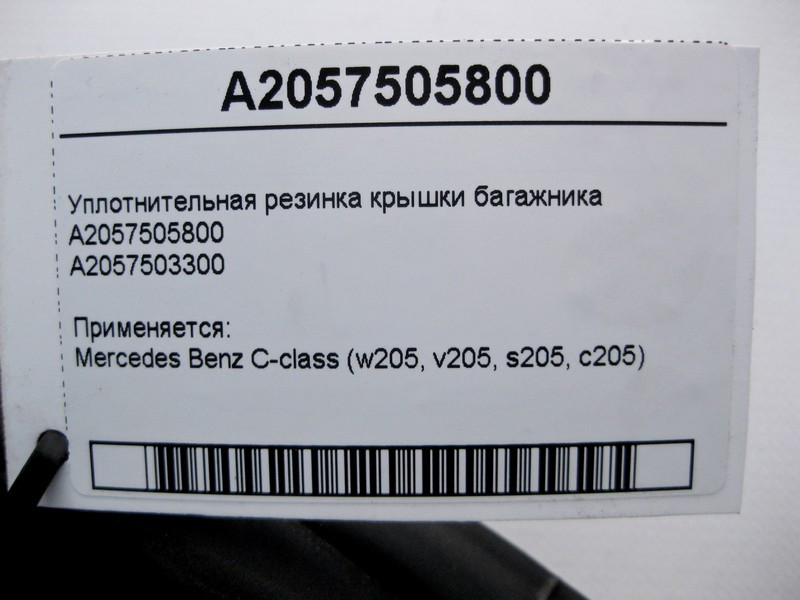 A2057505800
Уплотнительная резинка крышки багажника
A2057505800
A2057503300
Применяется:
Mercedes Benz C-class (w205, v205, s205, c205)